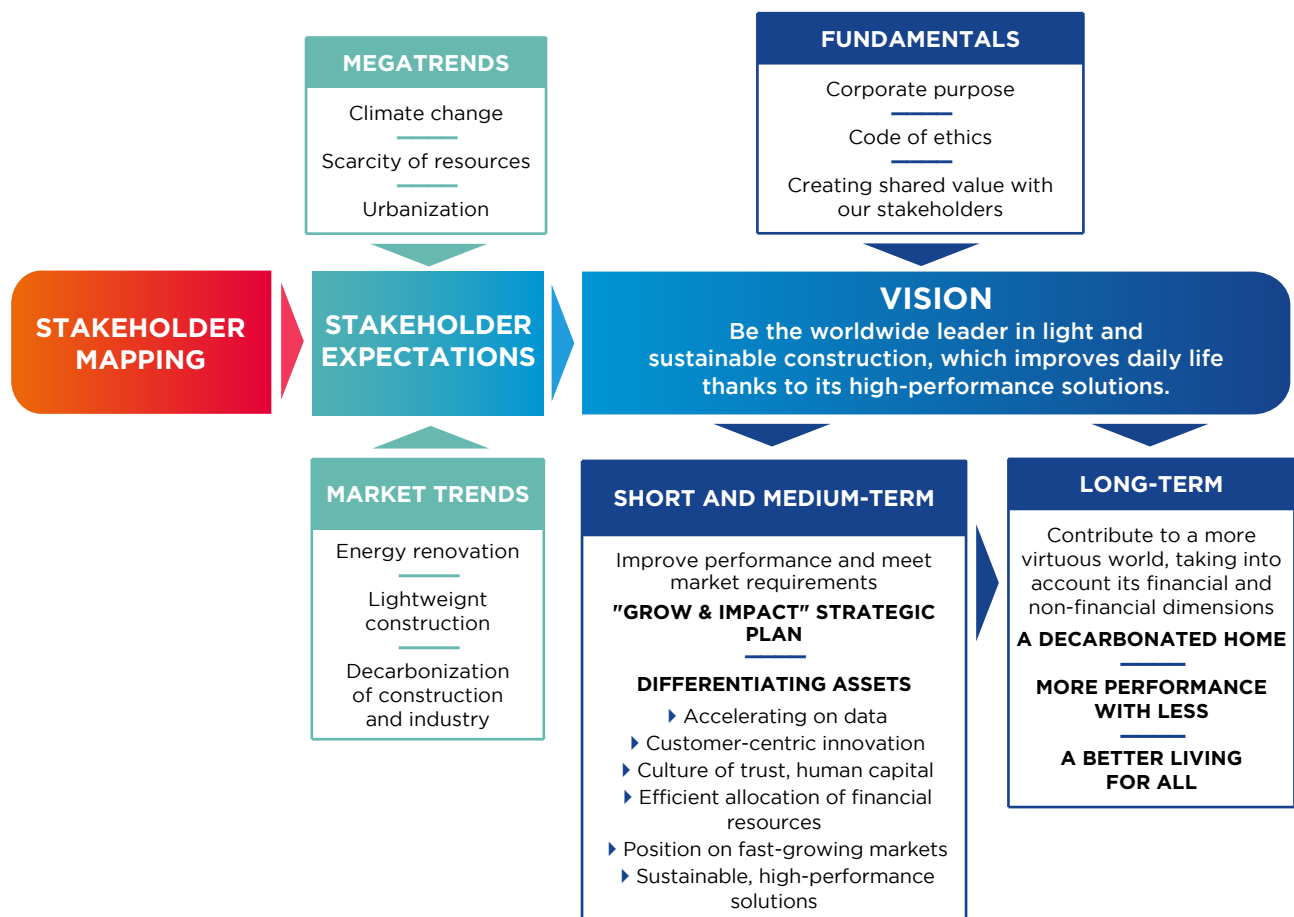 MEGATRENDS
Climate change
Scarcity of resources
Urbanization
FUNDAMENTALS
Corporate purpose
Code of ethics
Creating shared value with
our stakeholders
STAKEHOLDER
MAPPING
STAKEHOLDER
EXPECTATIONS
VISION
Be the worldwide leader in light and
sustainable construction, which improves daily life
thanks to its high-performance solutions.
MARKET TRENDS
Energy renovation
Lightweignt
construction
Decarbonization
of construction
and industry
SHORT AND MEDIUM-TERM
Improve performance and meet
market requirements
"GROW & IMPACT" STRATEGIC
PLAN
DIFFERENTIATING ASSETS
Accelerating on data
Customer-centric innovation
Culture of trust, human capital
Efficient allocation of financial
resources
Position on fast-growing markets
Sustainable, high-performance
solutions
LONG-TERM
Contribute to a more
virtuous world, taking into
account its financial and
non-financial dimensions
A DECARBONATED HOME
MORE PERFORMANCE
WITH LESS
A BETTER LIVING
FOR ALL